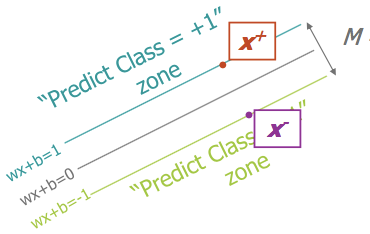 “Predict Class = +1”
zone
x+
M
wx+b=1
wx+b=0
wx+b=-1
“Predict Class
x-
zone